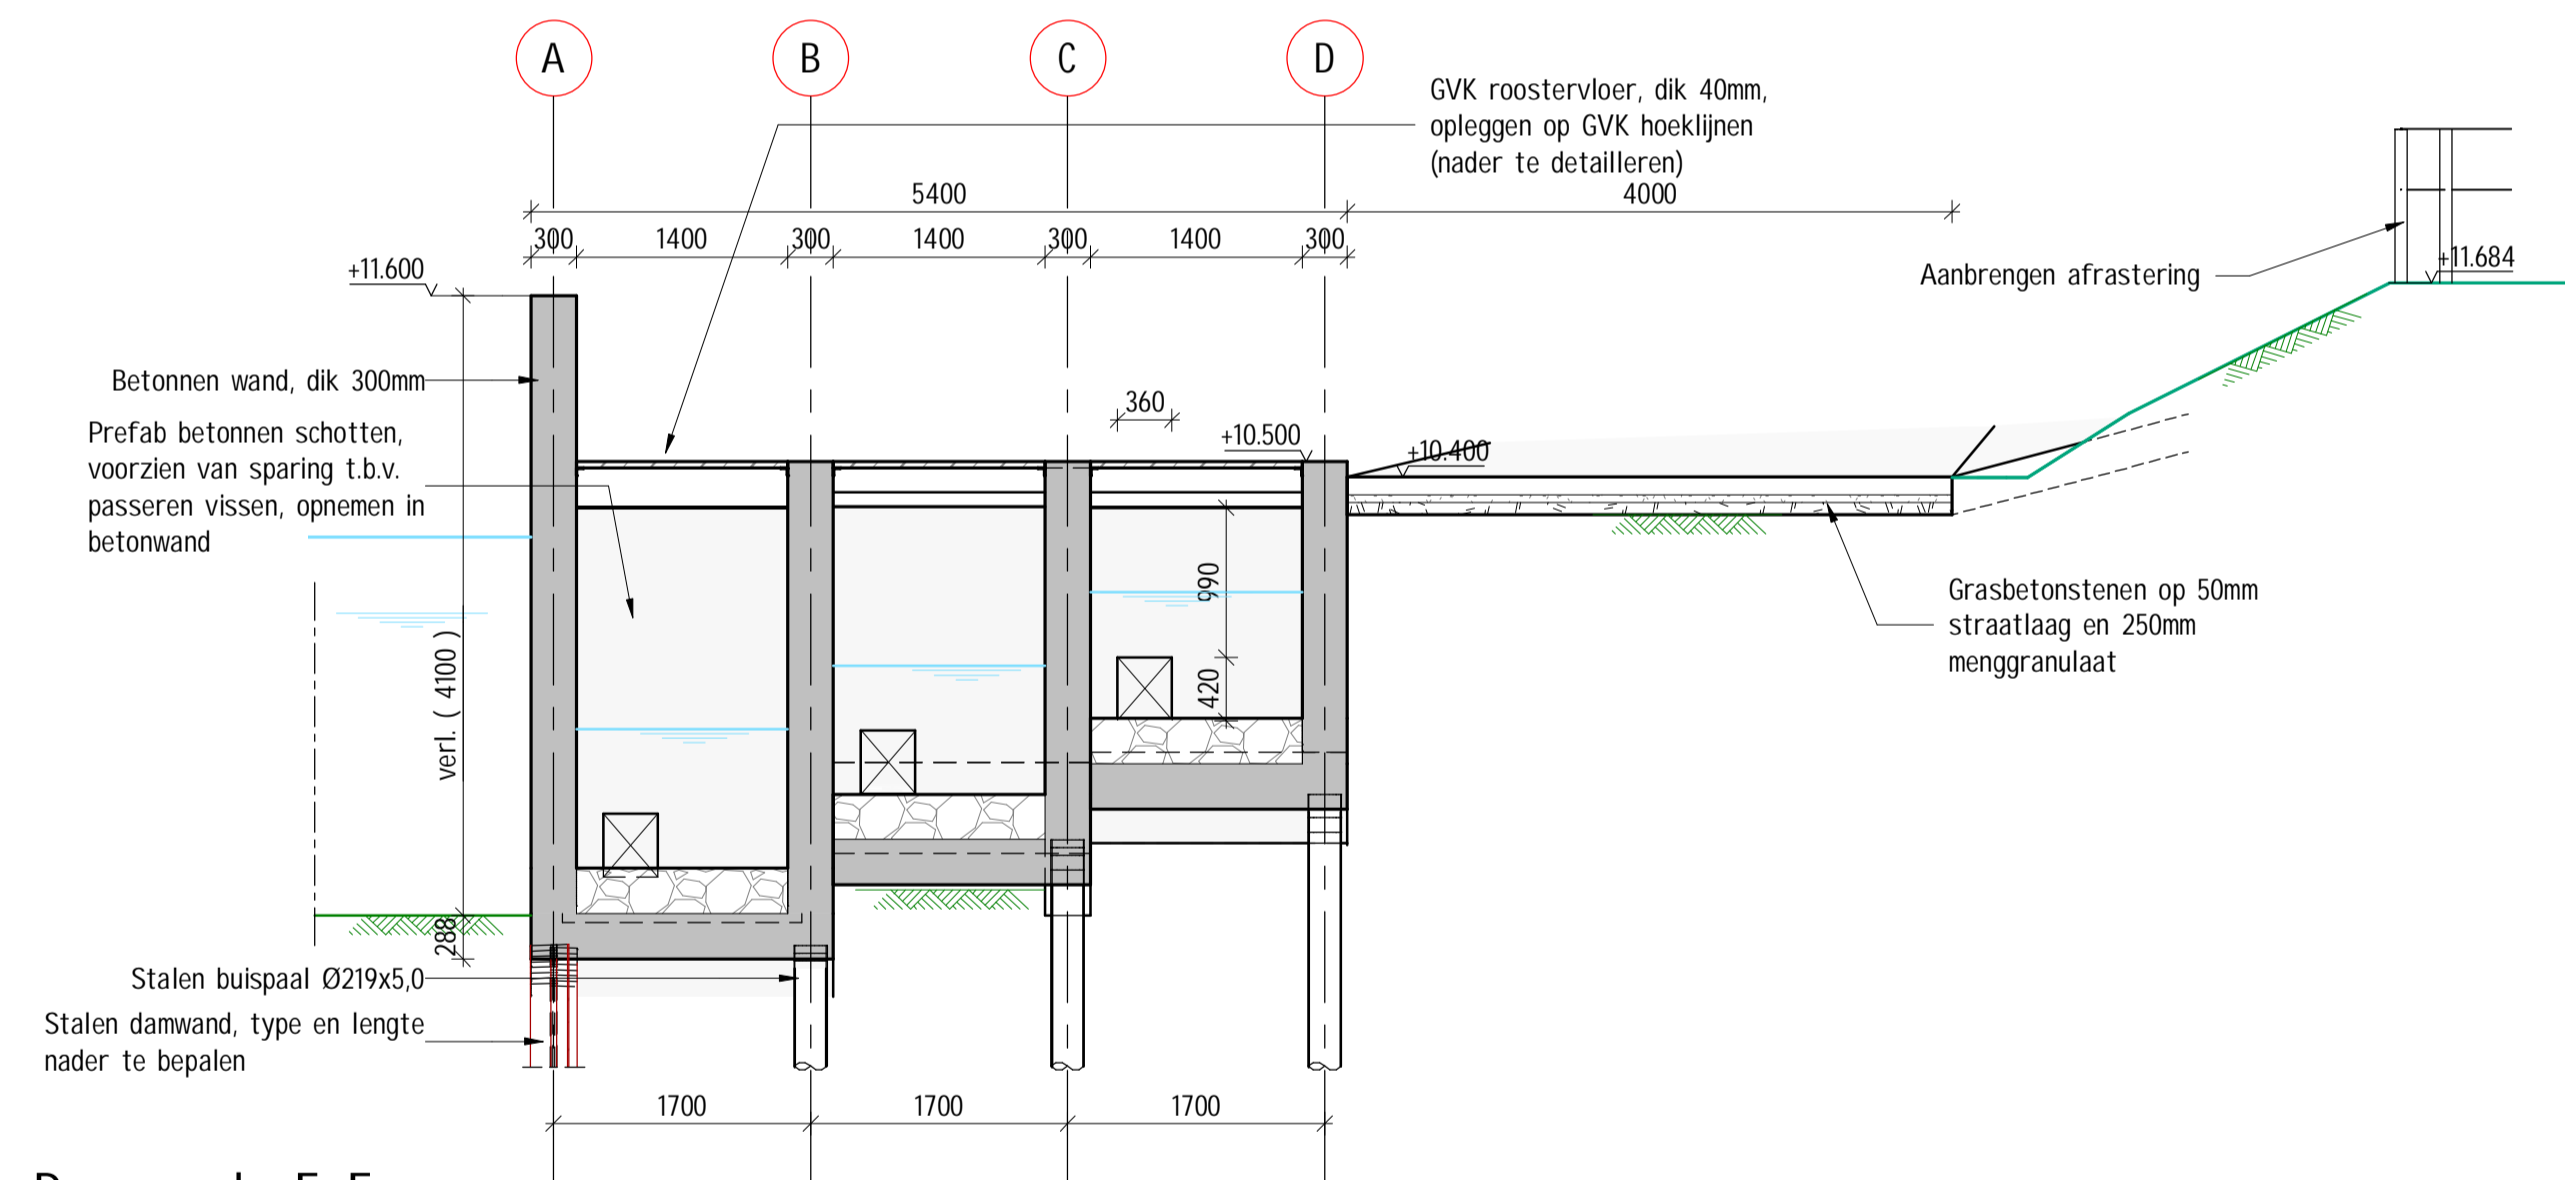 A
B
C
D
GVK roostervloer, dik 40mm,
opleggen op GVK hoeklijnen
(nader te detailleren)
5400
4000
300
1400
300
1400
300
1400
300
+11.600
+11.684
Aanbrengen afrastering
Betonnen wand, dik 300mm
360
Prefab betonnen schotten,
voorzien van sparing t.b.v.
passeren vissen, opnemen in
betonwand
+10.500
+10.400
990
420
verl. ( 4100 )
288
Grasbetonstenen op 50mm
straatlaag en 250mm
menggranulaat
Stalen buispaal Ø219x5,0
Stalen damwand, type en lengte
nader te bepalen
1700
1700
1700